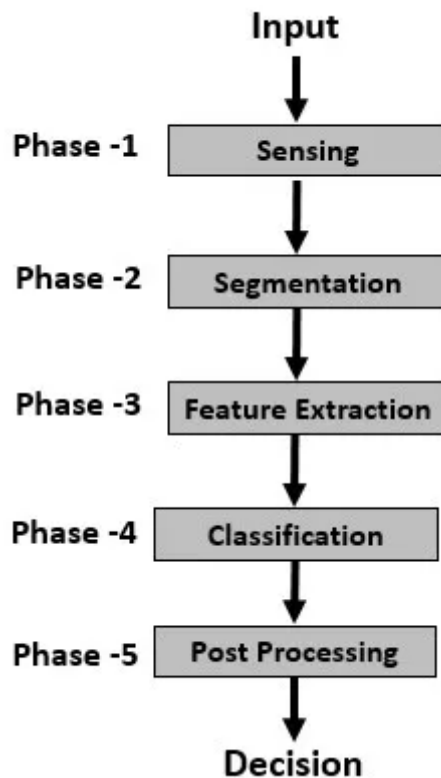 Input
Phase -1 Sensing
Phase -2 Segmentation
Phase -3 Feature Extraction
Phase -4 Classification
Phase -5 Post Processing
Decision